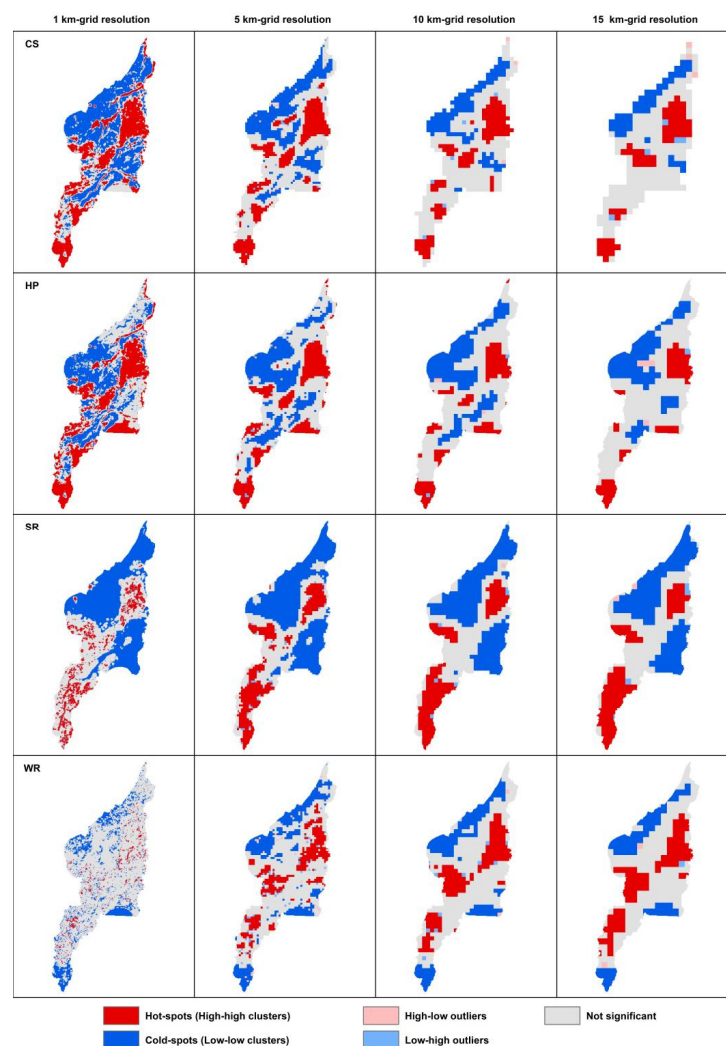 1 km-grid resolution
5 km-grid resolution
10 km-grid resolution
15 km-grid resolution
CS
HP
SR
WR
Hot-spots (High-high clusters)
High-low outliers
Not significant
Cold-spots (Low-low clusters)
Low-high outliers